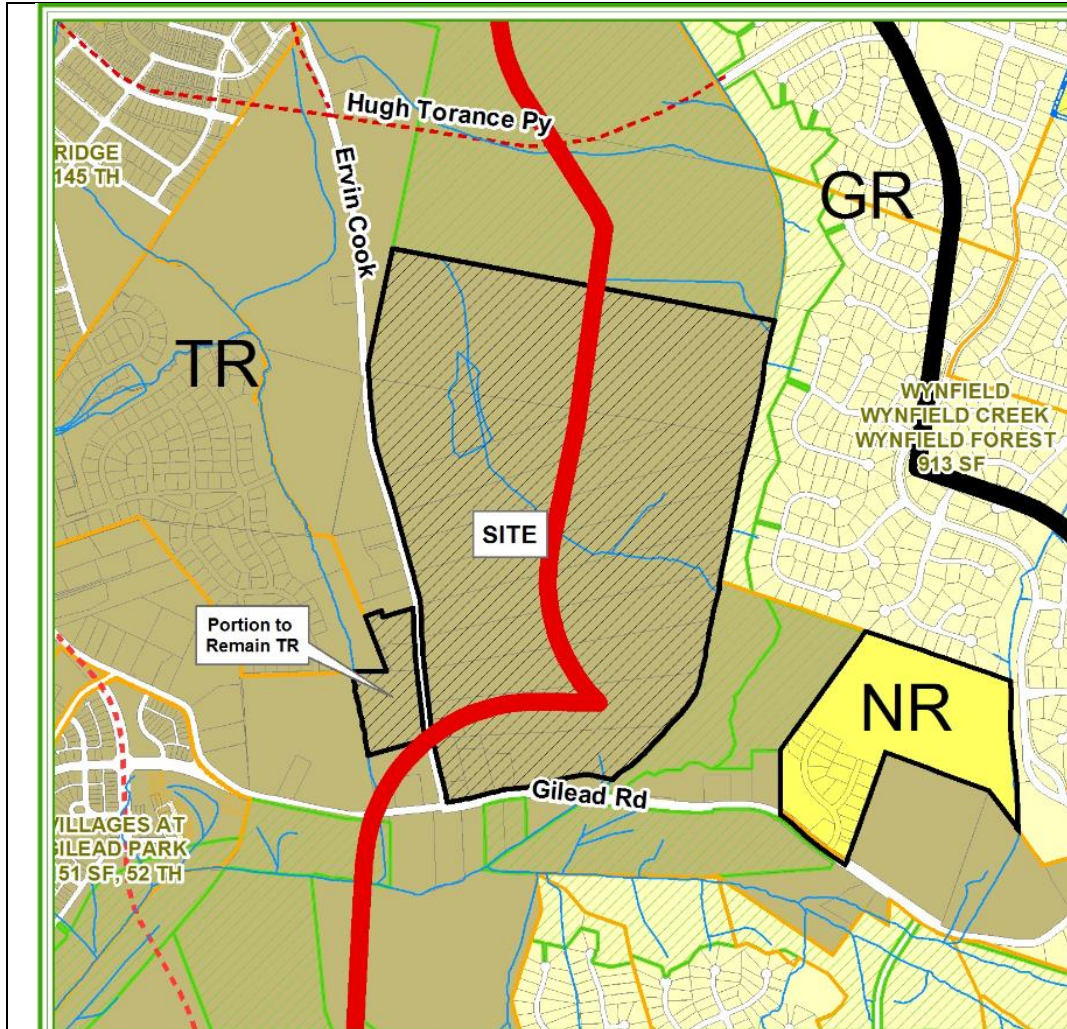 Hugh Torance Py
RIDGE
145 TH
Ervin Cook
GR
TR
WYNFIELD
WYNFIELD CREEK
WYNFIELD FOREST
913 SF
SITE
Portion to
Remain TR
NR
Gilead Rd
VILLAGES AT
GILEAD PARK
51 SF, 52 TH